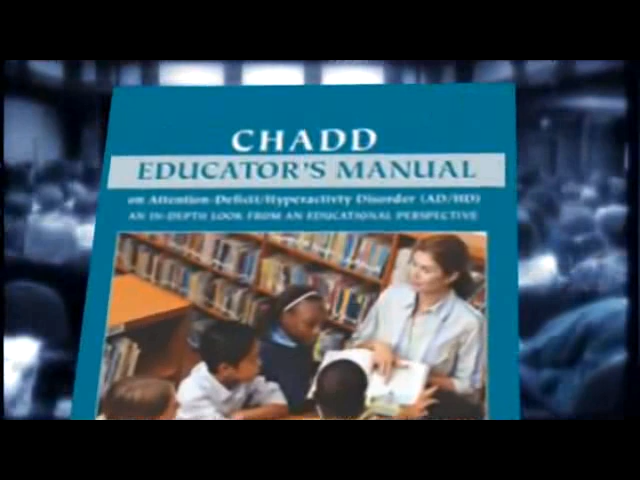 CHADD
EDUCATOR'S MANUAL
on Attention-Deficit/Hyperactivity Disorder (AD/HD)
AN IN-DEPTH LOOK FROM AN EDUCATIONAL PERSPECTIVE